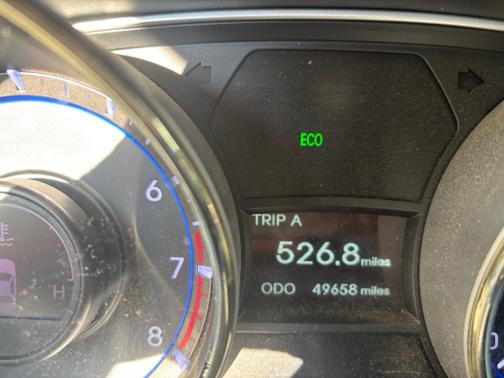 ECO
TRIP A
526.8 miles
ODO 49658 miles
6
7
8
H